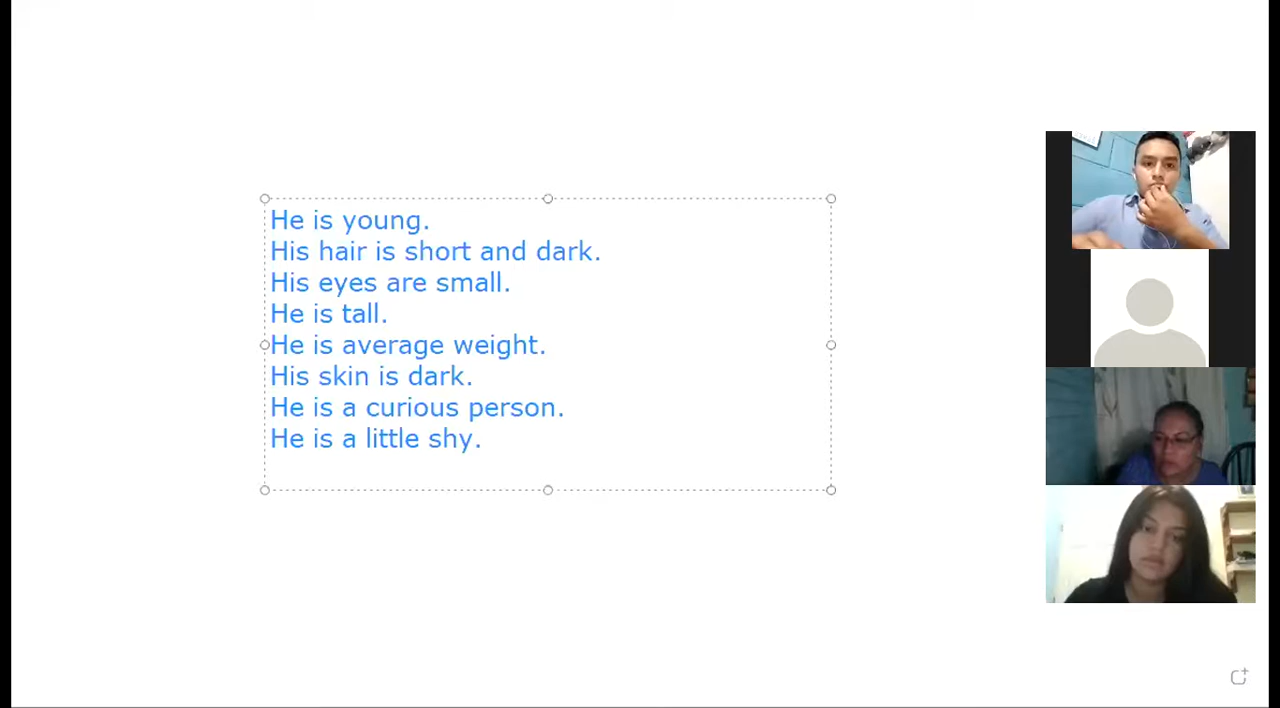 He is young.
His hair is short and dark.
His eyes are small.
He is tall.
He is average weight.
His skin is dark.
He is a curious person.
He is a little shy.